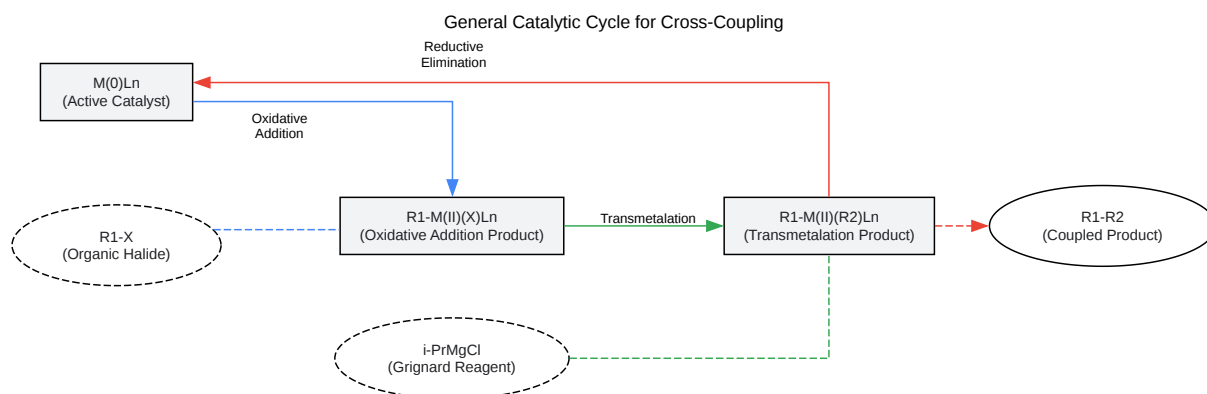 General Catalytic Cycle for Cross-Coupling
Reductive
Elimination
M(0)Ln
(Active Catalyst)
Oxidative
Addition
R1-X
(Organic Halide)
R1-M(II)(X)Ln
(Oxidative Addition Product)
Transmetalation
R1-M(II)(R2)Ln
(Transmetalation Product)
R1-R2
(Coupled Product)
i-PrMgCl
(Grignard Reagent)